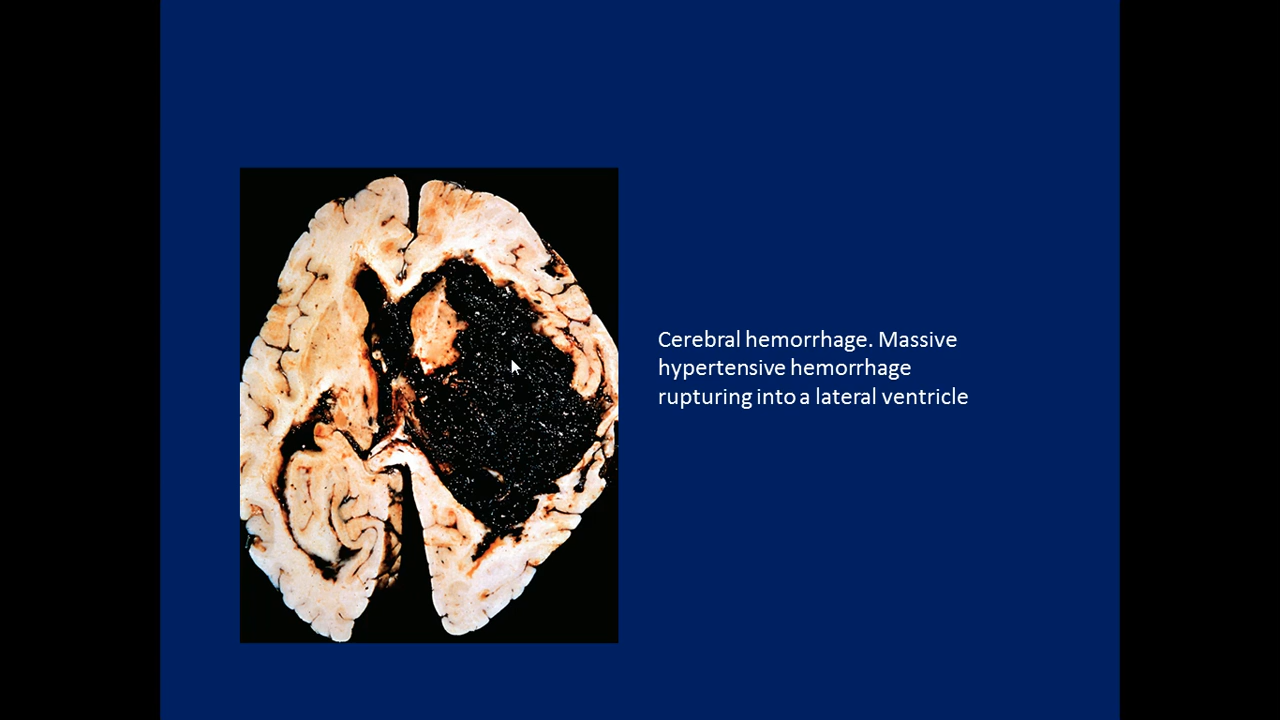 Cerebral hemorrhage. Massive
hypertensive hemorrhage
rupturing into a lateral ventricle